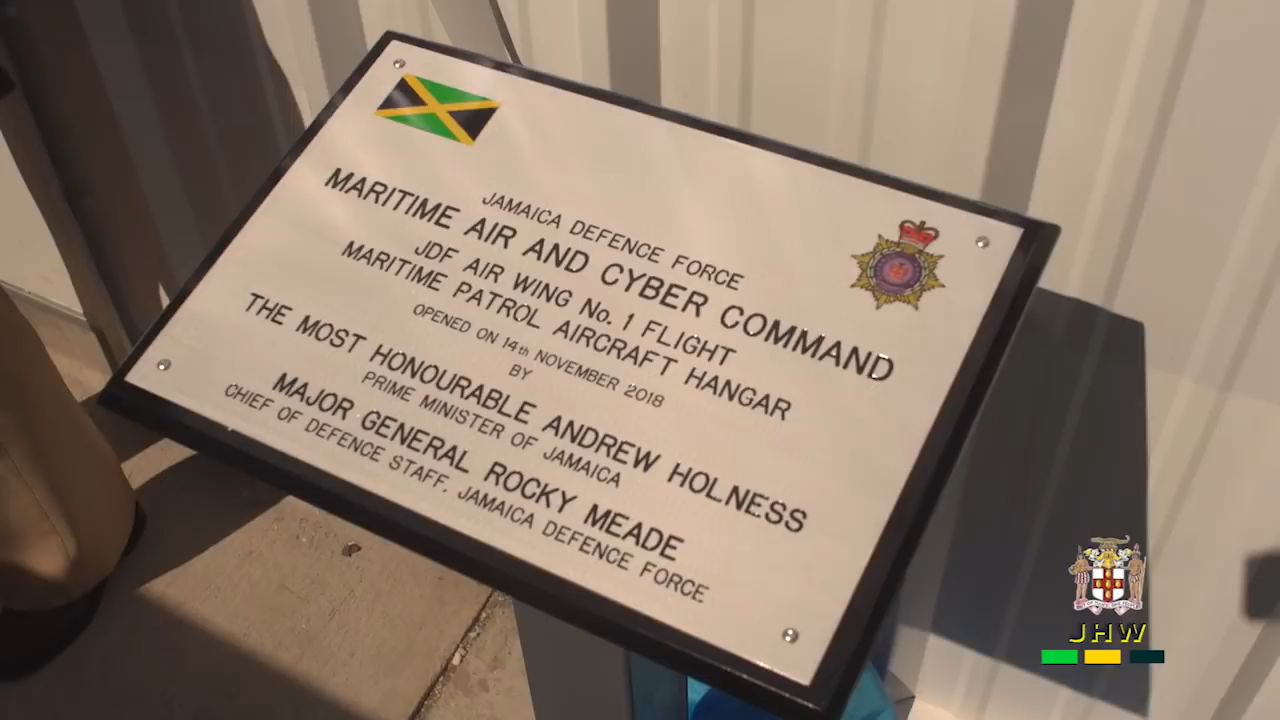 JAMAICA DEFENCE FORCE
MARITIME AIR AND CYBER COMMAND
JDF AIR WING No. 1 FLIGHT
MARITIME PATROL AIRCRAFT HANGAR
OPENED ON 14th NOVEMBER 2018
BY
THE MOST HONOURABLE ANDREW HOLNESS
PRIME MINISTER OF JAMAICA
MAJOR GENERAL ROCKY MEADE
CHIEF OF DEFENCE STAFF, JAMAICA DEFENCE FORCE
JHW